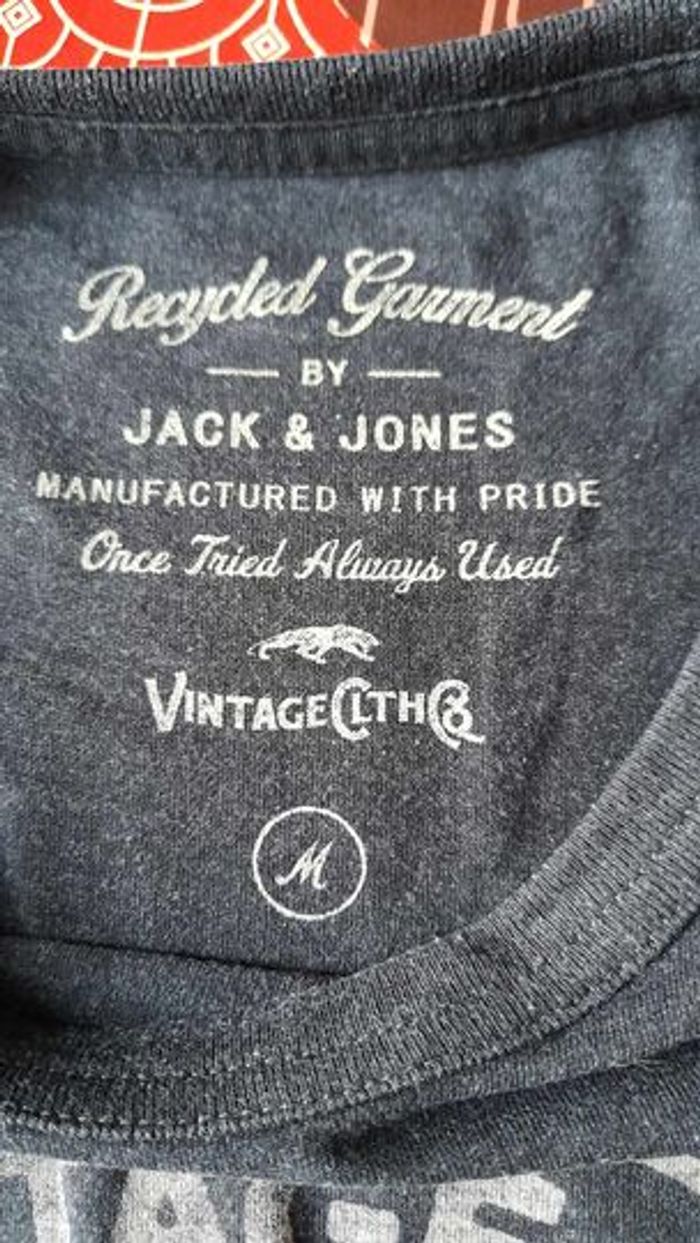 Recycled Garment
BY
JACK & JONES
MANUFACTURED WITH PRIDE
Once Tried Always Used
VINTAGE CLTH Co
M